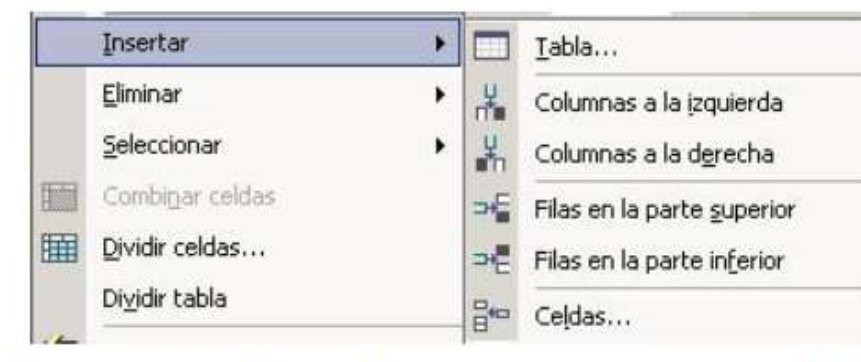 Insertar
Eliminar
Seleccionar
Combinar celdas
Dividir celdas...
Dividir tabla
Tabla...
Columnas a la izquierda
Columnas a la derecha
Filas en la parte superior
Filas en la parte inferior
Celdas...